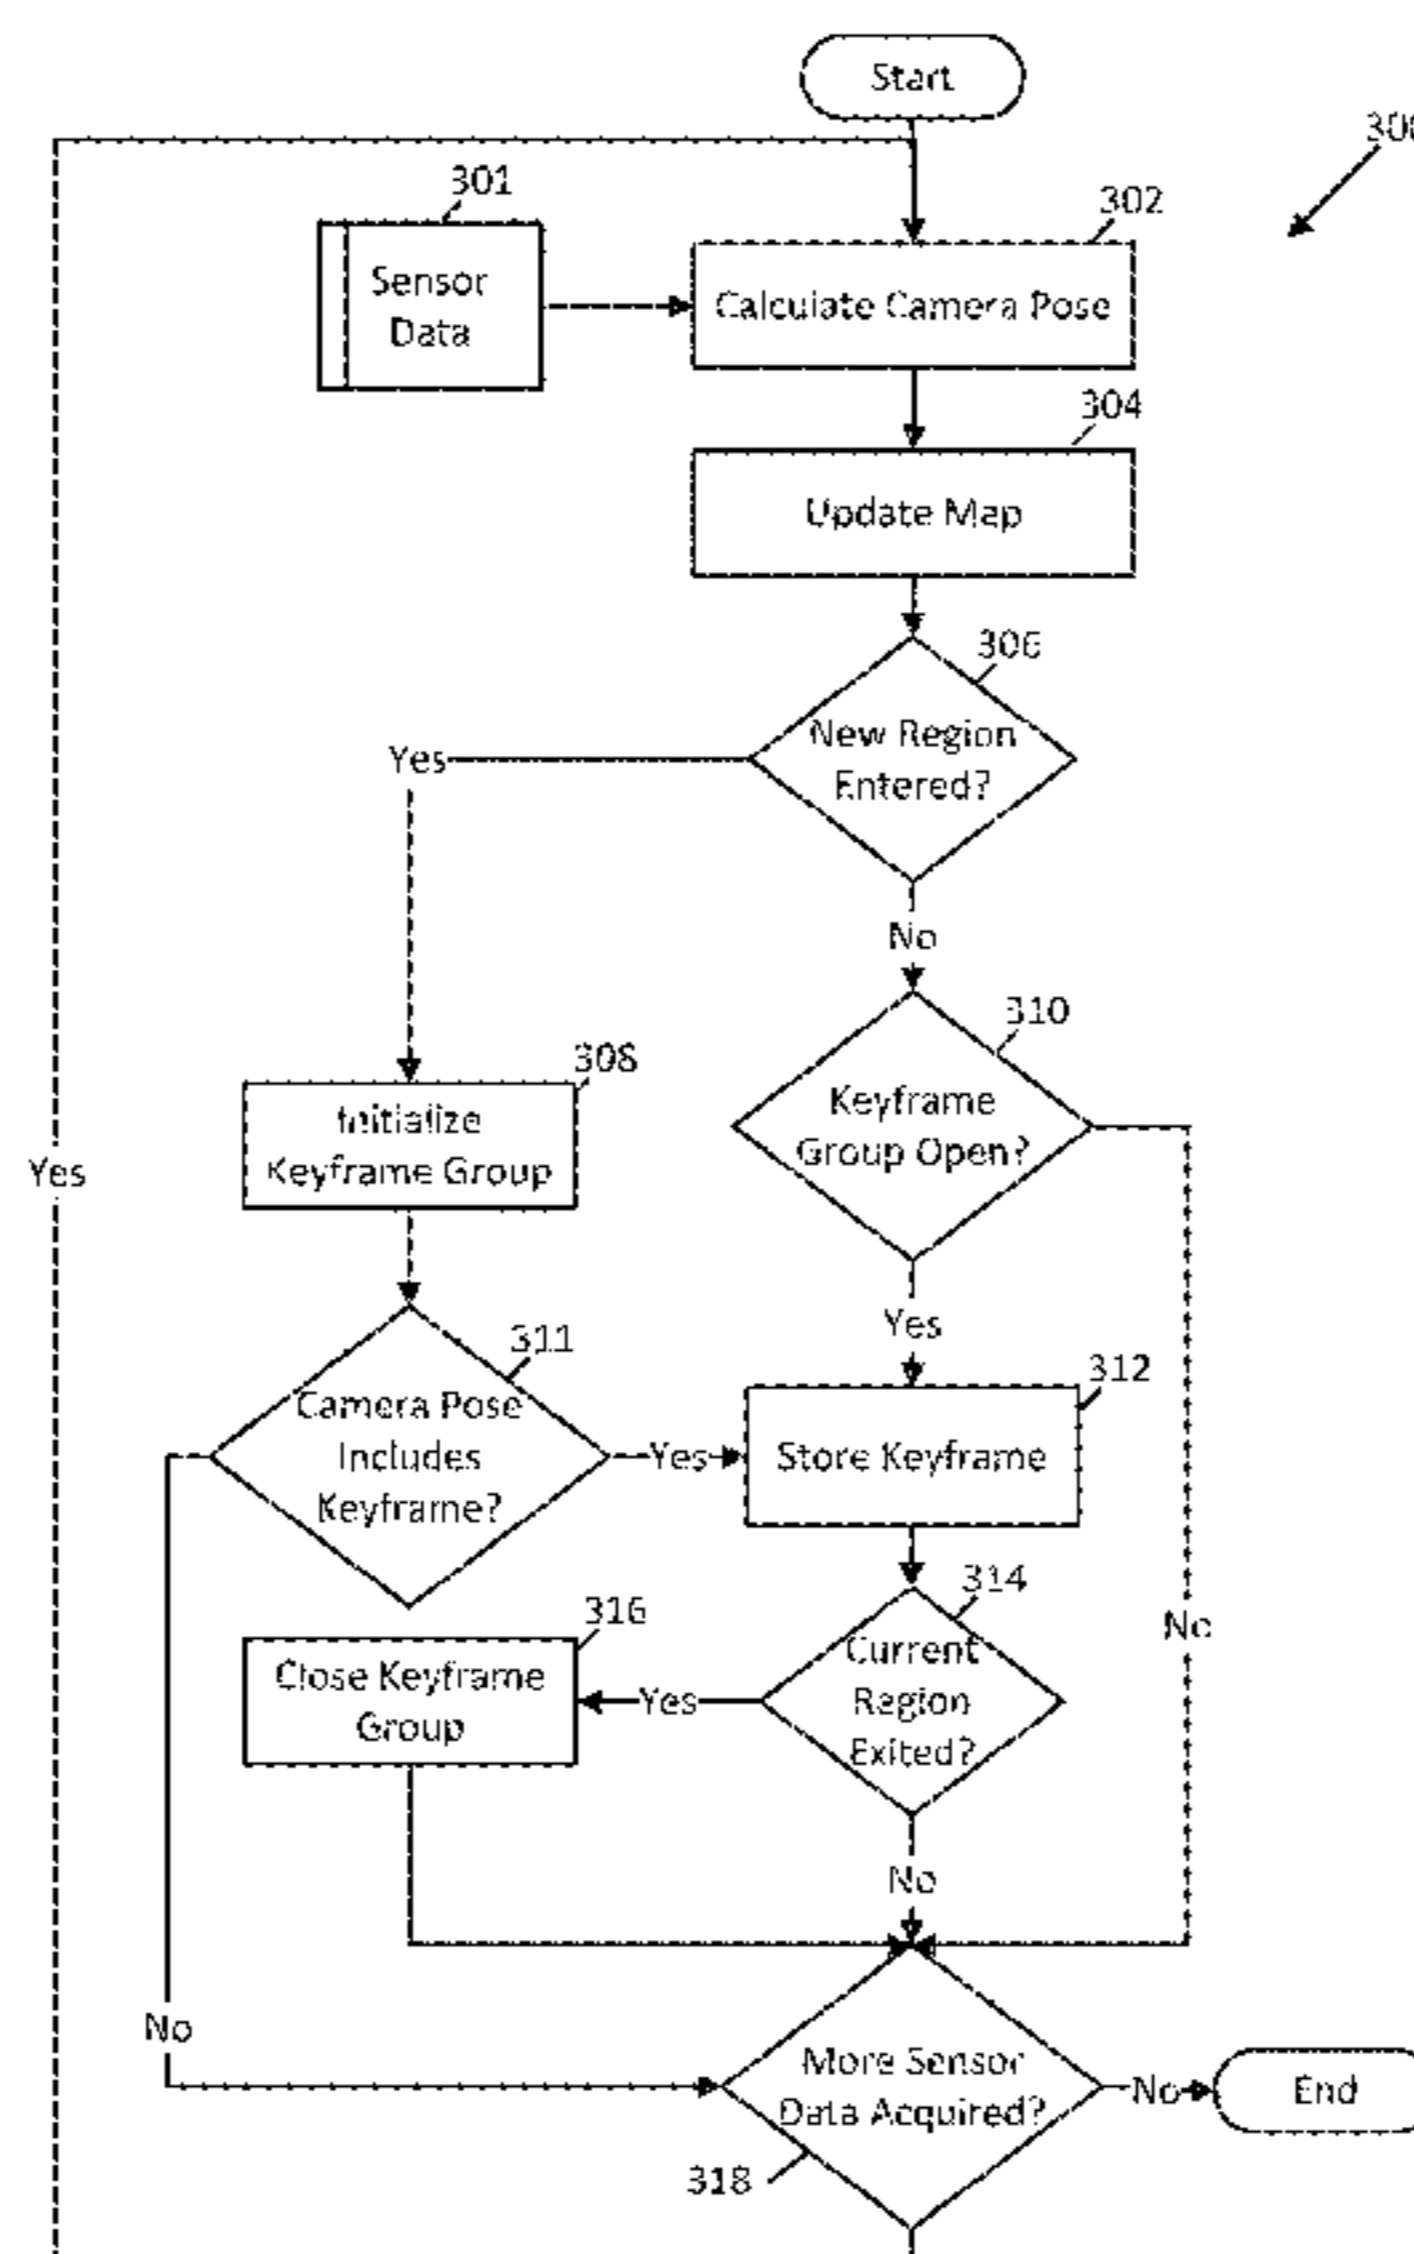 Start
300
301
302
Sensor
Data
Calculate Camera Pose
304
Update Map
306
New Region
Entered?
Yes
No
310
308
Keyframe
Group Open?
Initialize
Keyframe Group
Yes
Yes
311
312
Camera Pose
Includes
Keyframe?
Yes
Store Keyframe
314
316
No
Current
Region
Exited?
Close Keyframe
Group
Yes
No
No
More Sensor
Data Acquired?
No
End
318